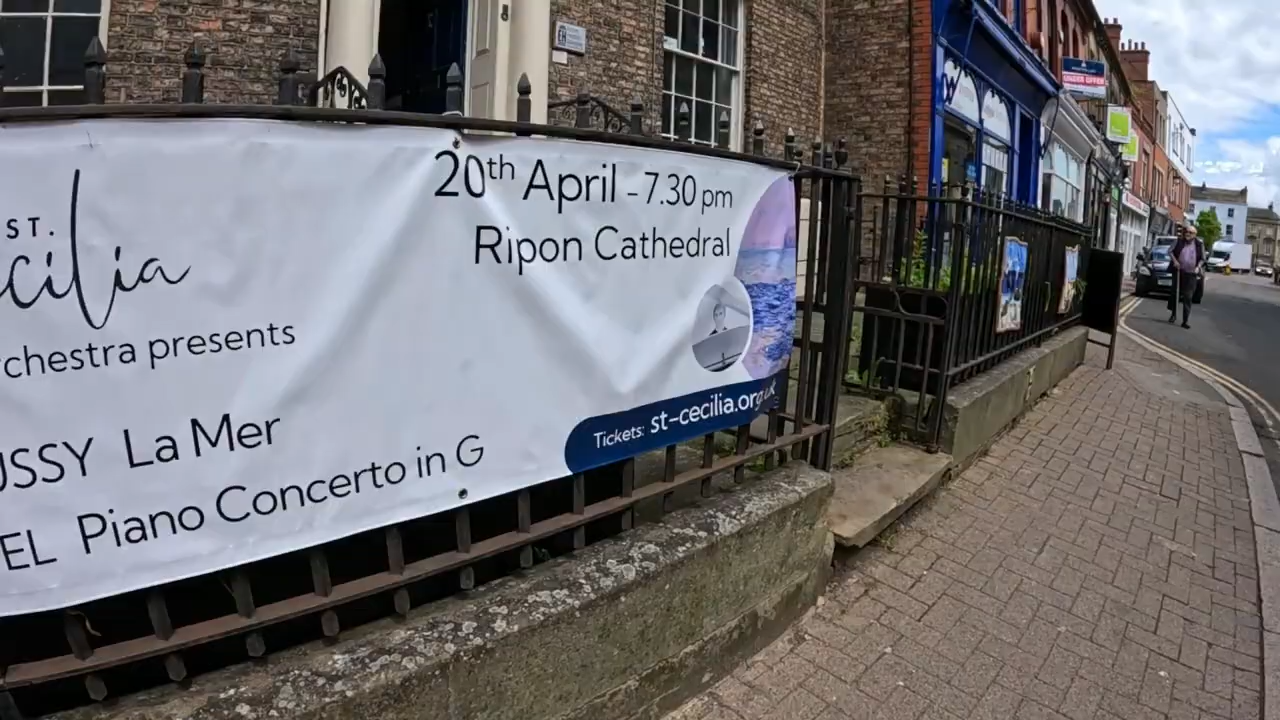 ST.
cilia
chestra presents
USSY La Mer
EL Piano Concerto in G
20th April - 7.30 pm
Ripon Cathedral
Tickets: st-cecilia.org.uk
UNDER OFFER